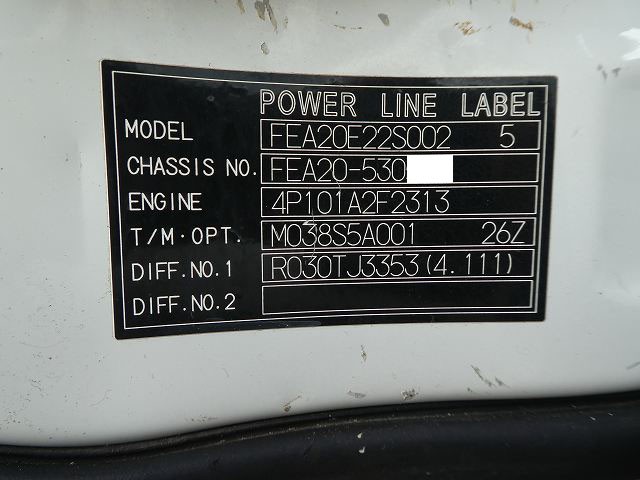 POWER LINE LABEL
MODEL FEA20E22S002 5
CHASSIS NO. FEA20-530
ENGINE 4P101A2F2313
T/M·OPT. M038S5A001 26Z
DIFF.NO.1 R030TJ3353(4.111)
DIFF.NO.2